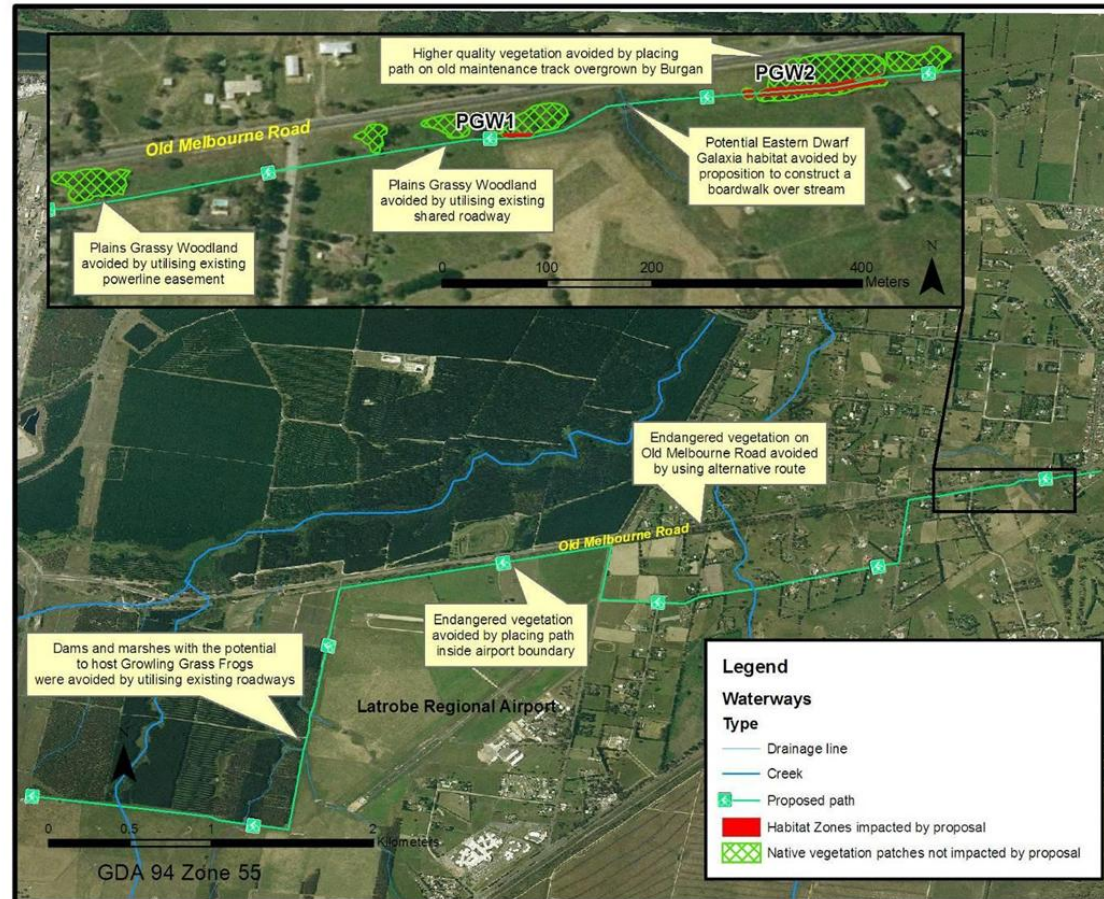 Higher quality vegetation avoided by placing
path on old maintenance track overgrown by Burgan
PGW2
PGW1
Old Melbourne Road
Potential Eastern Dwarf
Galaxia habitat avoided by
proposition to construct a
boardwalk over stream
Plains Grassy Woodland
avoided by utilising existing
shared roadway
Plains Grassy Woodland
avoided by utilising existing
powerline easement
N
0 100 200 400
Meters
Endangered vegetation on
Old Melbourne Road avoided
by using alternative route
Old Melbourne Road
Endangered vegetation
avoided by placing path
inside airport boundary
Dams and marshes with the potential
to host Growling Grass Frogs
were avoided by utilising existing roadways
Latrobe Regional Airport
N
0 0.5 1 2
Kilometers
GDA 94 Zone 55
Legend
Waterways
Type
Drainage line
Creek
Proposed path
Habitat Zones impacted by proposal
Native vegetation patches not impacted by proposal